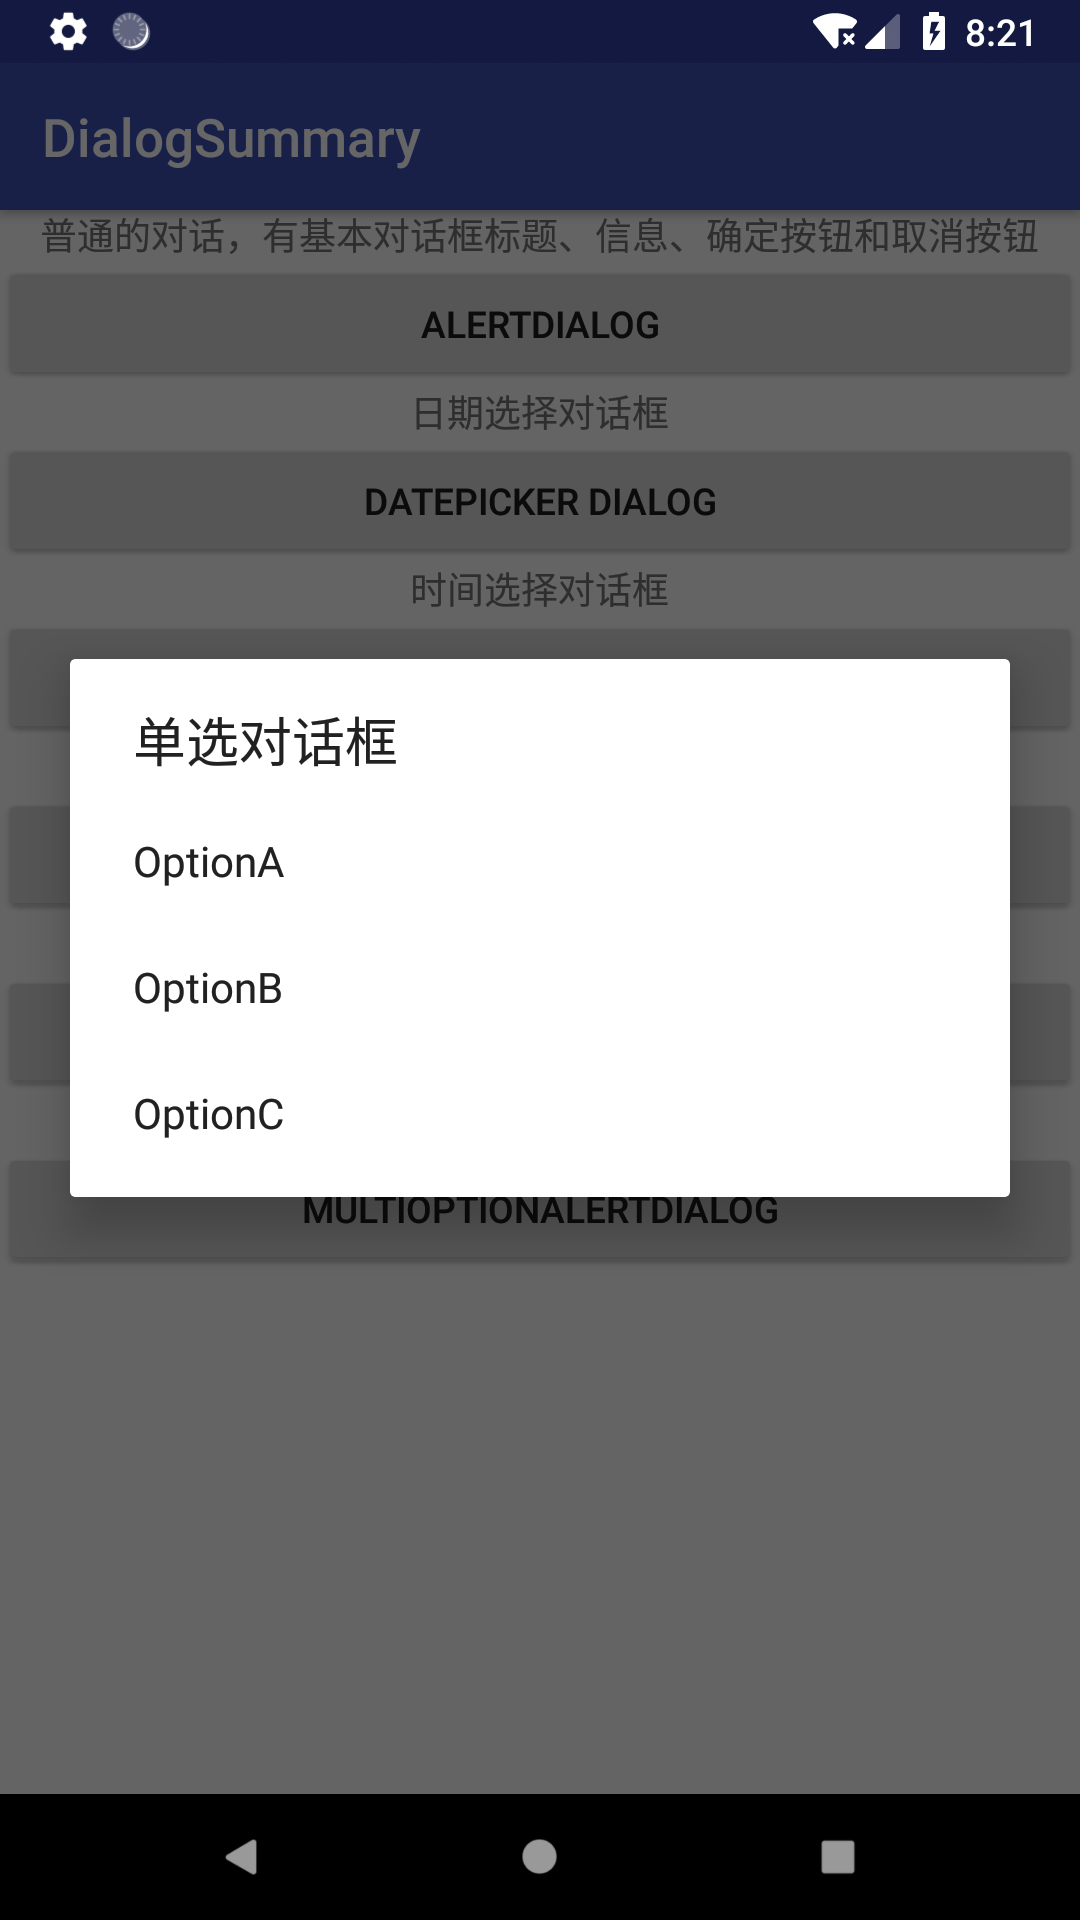 8:21
DialogSummary
普通的对话，有基本对话框标题、信息、确定按钮和取消按钮
ALERTDIALOG
日期选择对话框
DATEPICKER DIALOG
时间选择对话框
单选对话框
OptionA
OptionB
OptionC
MULTIOPTIONALERTDIALOG